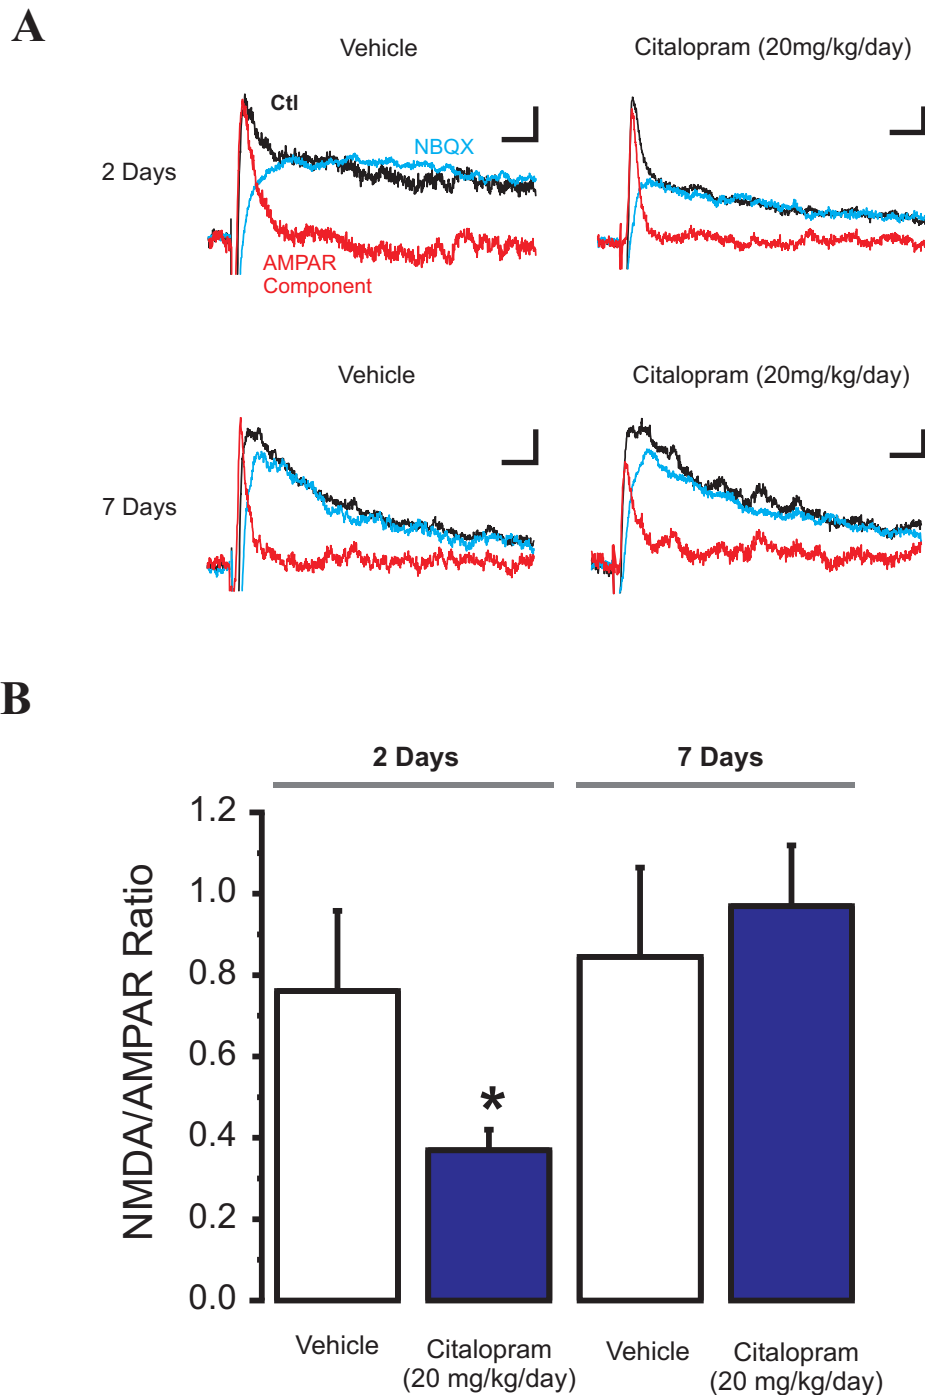 A
Vehicle
Citalopram (20mg/kg/day)
Ctl
NBQX
2 Days
AMPAR
Component
Vehicle
Citalopram (20mg/kg/day)
7 Days
B
2 Days
7 Days
1.2
1.0
0.8
0.6
0.4
0.2
0.0
NMDA/AMPAR Ratio
*
Vehicle
Citalopram
(20 mg/kg/day)
Vehicle
Citalopram
(20 mg/kg/day)